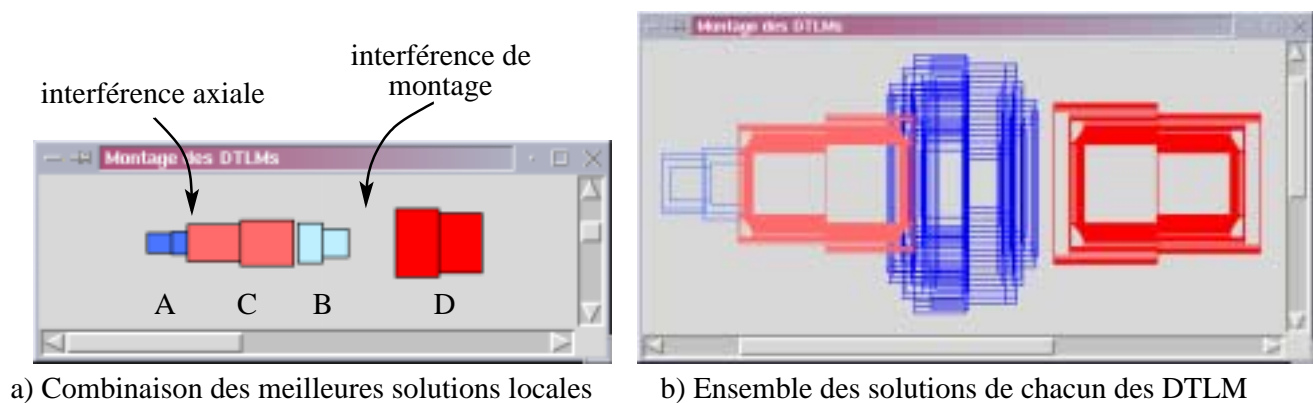 interférence de
montage
interférence axiale
Montage des DTLMs
Montage des DTLMs
A
C
B
D
a) Combinaison des meilleures solutions locales
b) Ensemble des solutions de chacun des DTLM